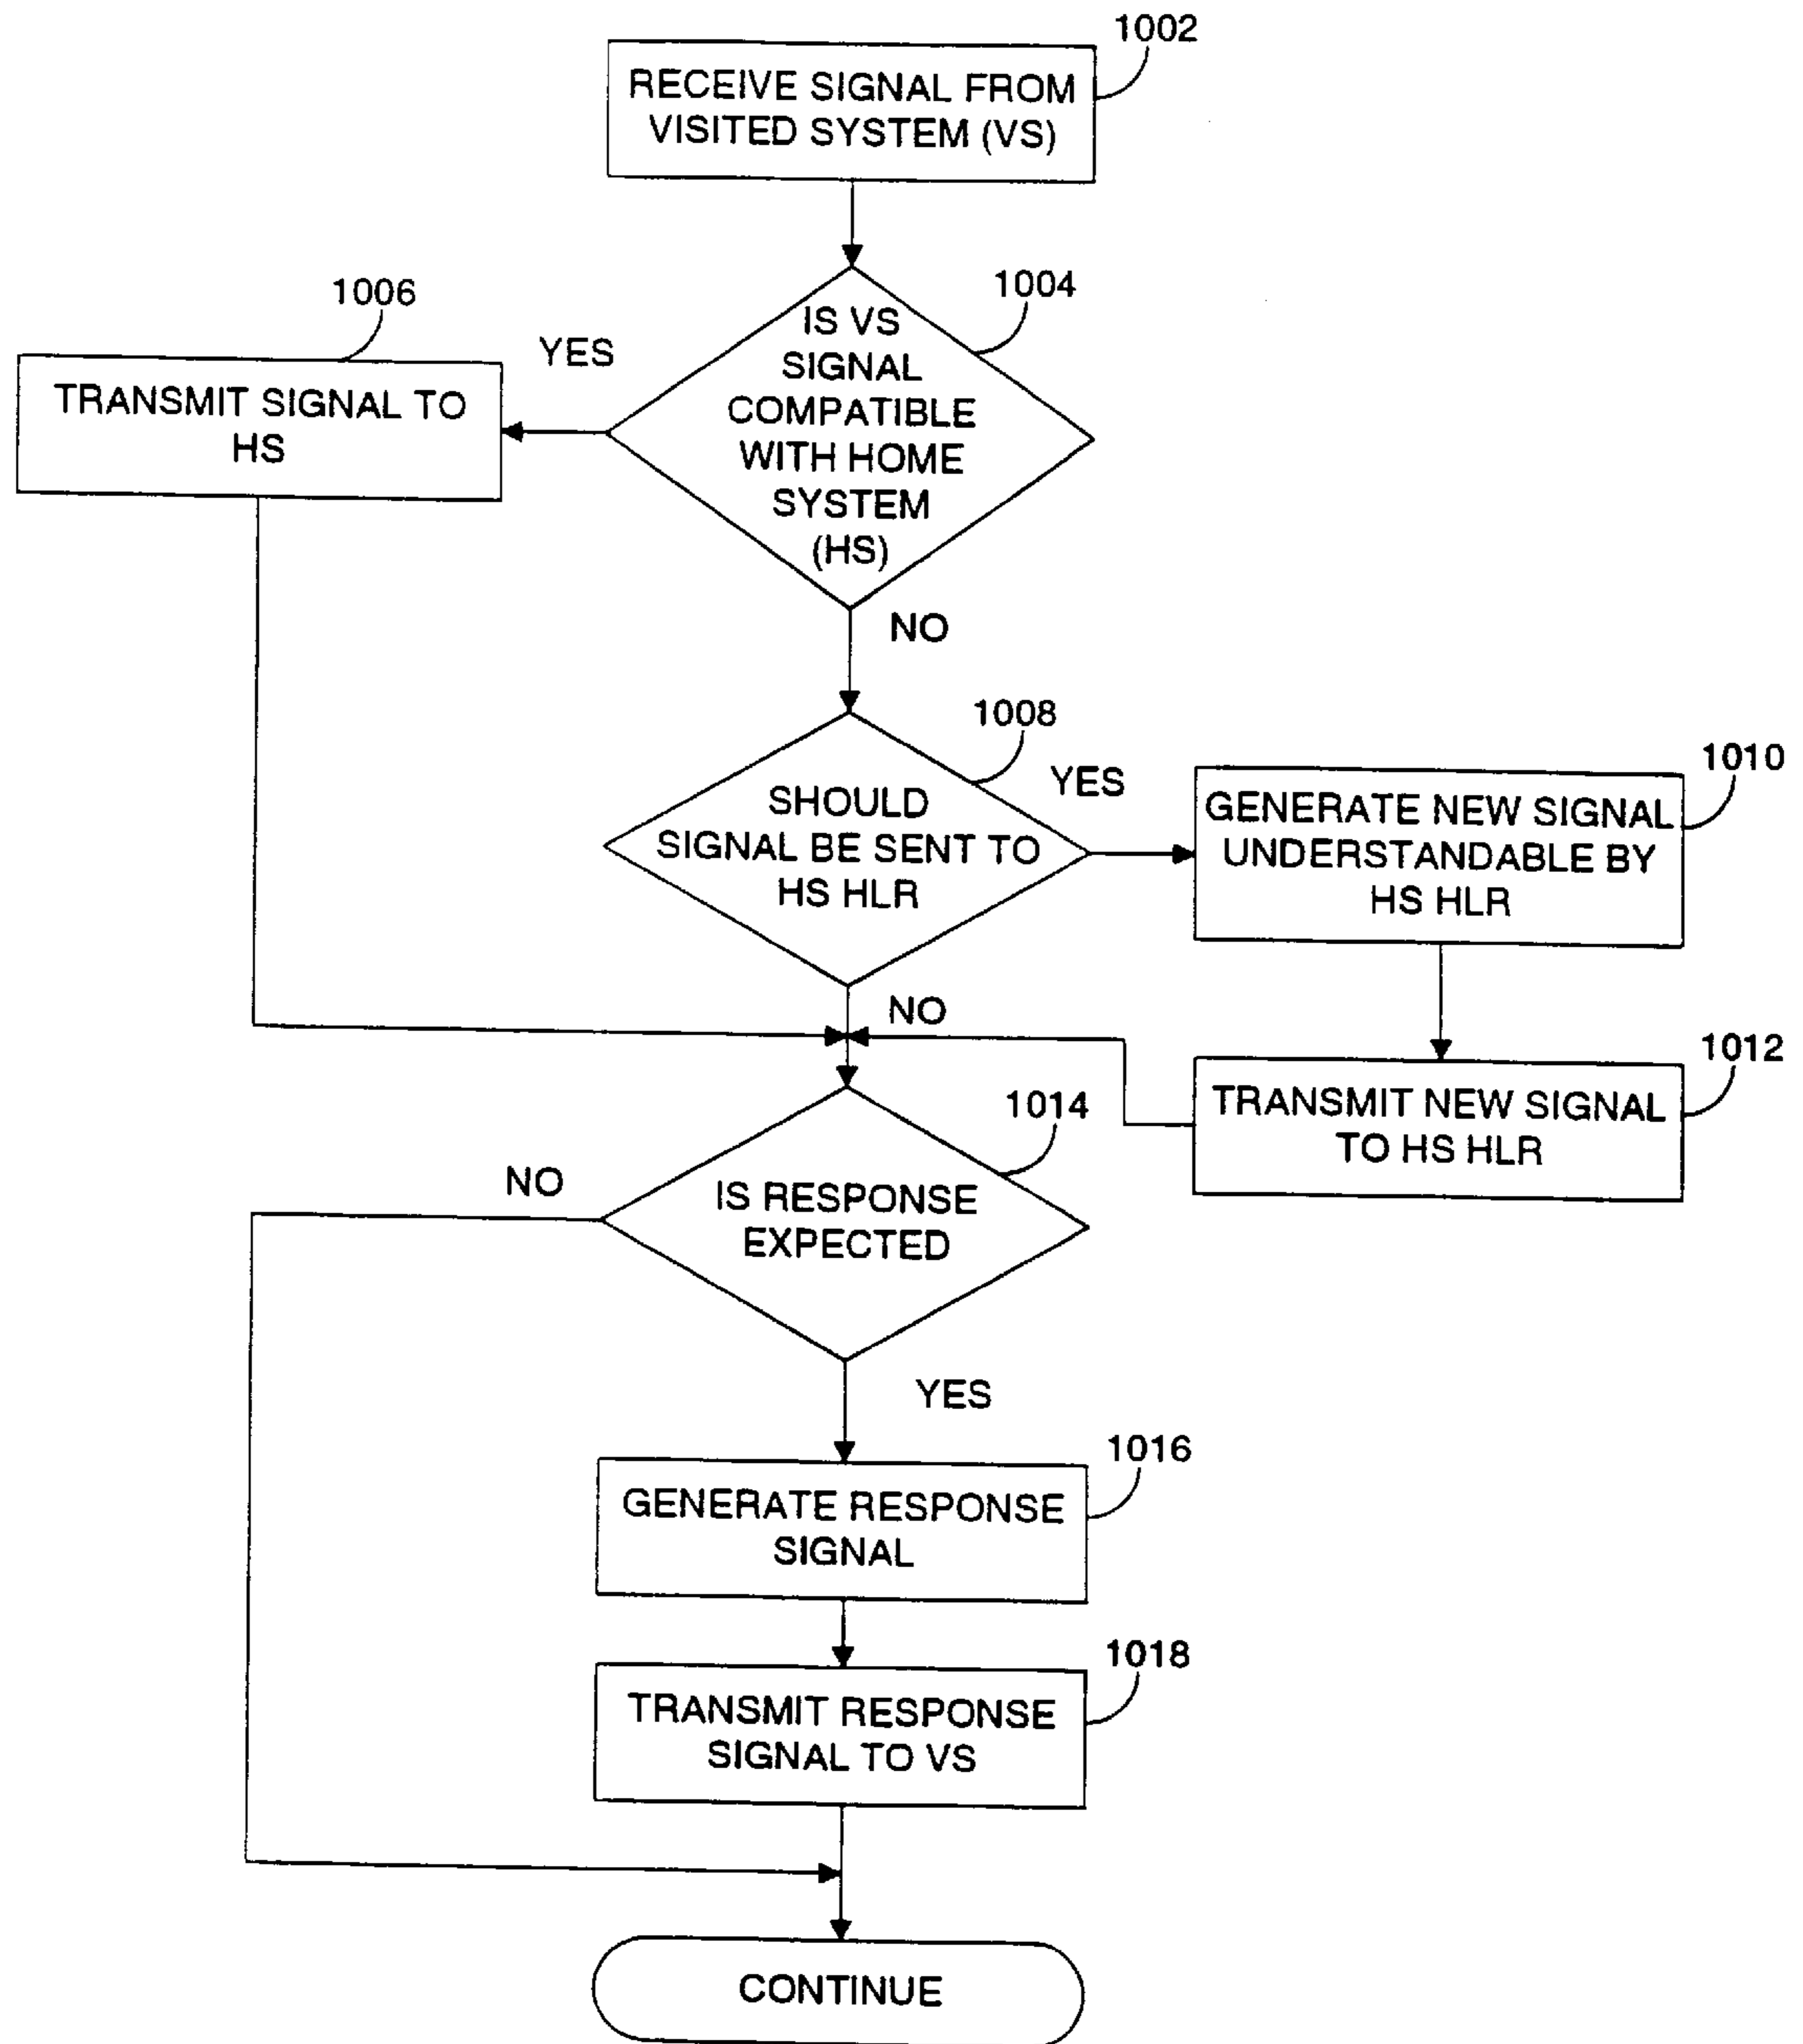 1002
RECEIVE SIGNAL FROM
VISITED SYSTEM (VS)
1004
1006
IS VS
SIGNAL
COMPATIBLE
WITH HOME
SYSTEM
(HS)
YES
TRANSMIT SIGNAL TO
HS
NO
1008
SHOULD
SIGNAL BE SENT TO
HS HLR
YES
1010
GENERATE NEW SIGNAL
UNDERSTANDABLE BY
HS HLR
NO
1012
TRANSMIT NEW SIGNAL
TO HS HLR
1014
NO
IS RESPONSE
EXPECTED
YES
1016
GENERATE RESPONSE
SIGNAL
1018
TRANSMIT RESPONSE
SIGNAL TO VS
CONTINUE